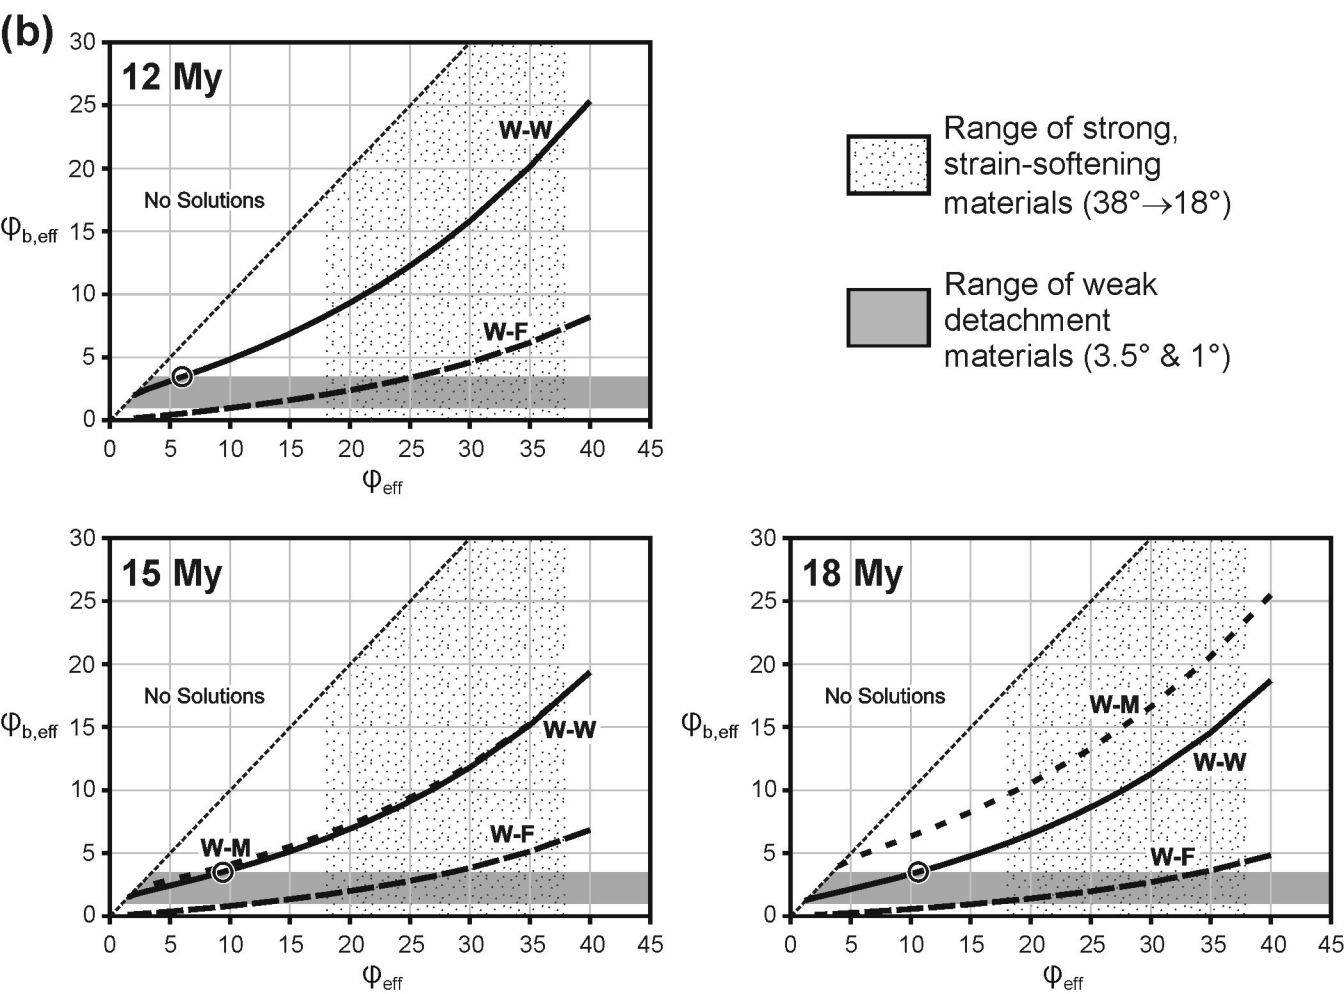 (b)
30
12 My
25
W-W
20
No Solutions
15
φb,eff
10
W-F
5
0
0 5 10 15 20 25 30 35 40 45
φeff
Range of strong,
strain-softening
materials (38°→18°)
Range of weak
detachment
materials (3.5° & 1°)
30
15 My
25
20
No Solutions
15
φb,eff
W-W
10
W-M
W-F
5
0
0 5 10 15 20 25 30 35 40 45
φeff
30
18 My
25
20
No Solutions
W-M
15
φb,eff
W-W
10
5
W-F
0
0 5 10 15 20 25 30 35 40 45
φeff